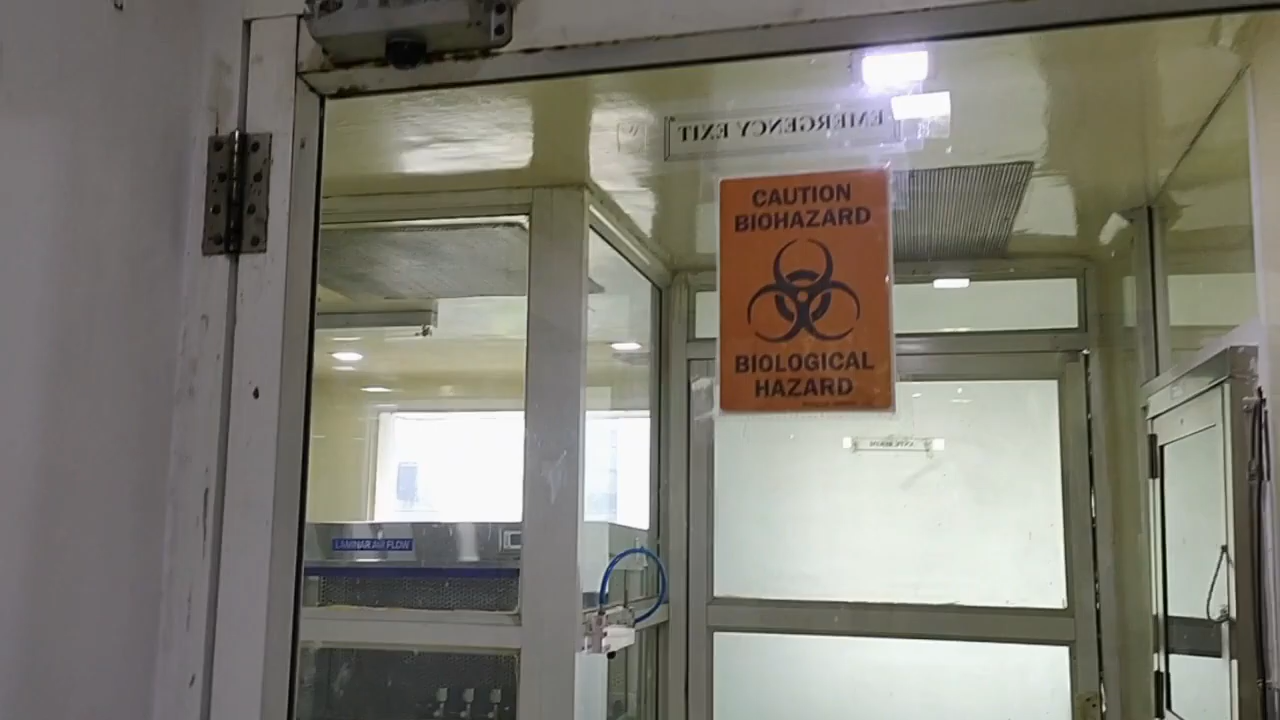 EMERGENCY EXIT
CAUTION
BIOHAZARD
BIOLOGICAL
HAZARD
LAMINAR AIR FLOW